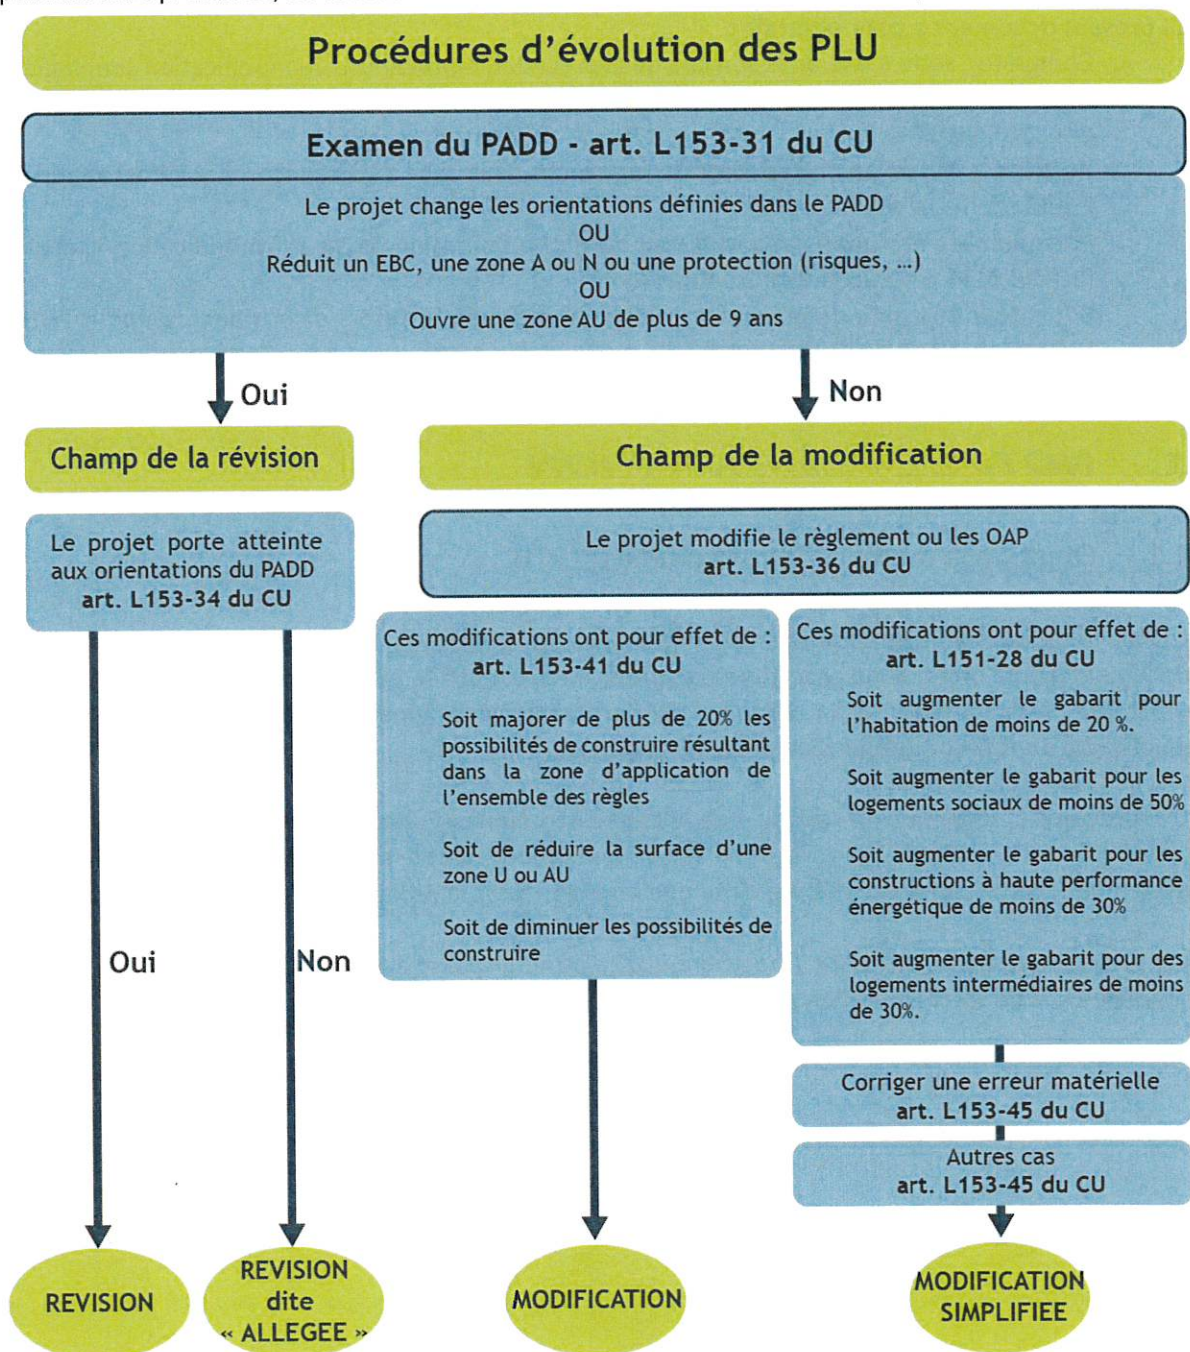 Procédures d'évolution des PLU
Examen du PADD - art. L153-31 du CU
Le projet change les orientations définies dans le PADD
OU
Réduit un EBC, une zone A ou N ou une protection (risques, ...)
OU
Ouvre une zone AU de plus de 9 ans
Oui
Non
Champ de la révision
Champ de la modification
Le projet porte atteinte
aux orientations du PADD
art. L153-34 du CU
Le projet modifie le règlement ou les OAP
art. L153-36 du CU
Ces modifications ont pour effet de :
art. L153-41 du CU
Soit majorer de plus de 20% les
possibilités de construire résultant
dans la zone d'application de
l'ensemble des règles
Soit de réduire la surface d'une
zone U ou AU
Soit de diminuer les possibilités de
construire
Ces modifications ont pour effet de :
art. L151-28 du CU
Soit augmenter le gabarit pour
l'habitation de moins de 20 %.
Soit augmenter le gabarit pour les
logements sociaux de moins de 50%
Soit augmenter le gabarit pour les
constructions à haute performance
énergétique de moins de 30%
Soit augmenter le gabarit pour des
logements intermédiaires de moins
de 30%.
Oui
Non
Corriger une erreur matérielle
art. L153-45 du CU
Autres cas
art. L153-45 du CU
REVISION
REVISION
dite
« ALLEGEE »
MODIFICATION
MODIFICATION
SIMPLIFIEE